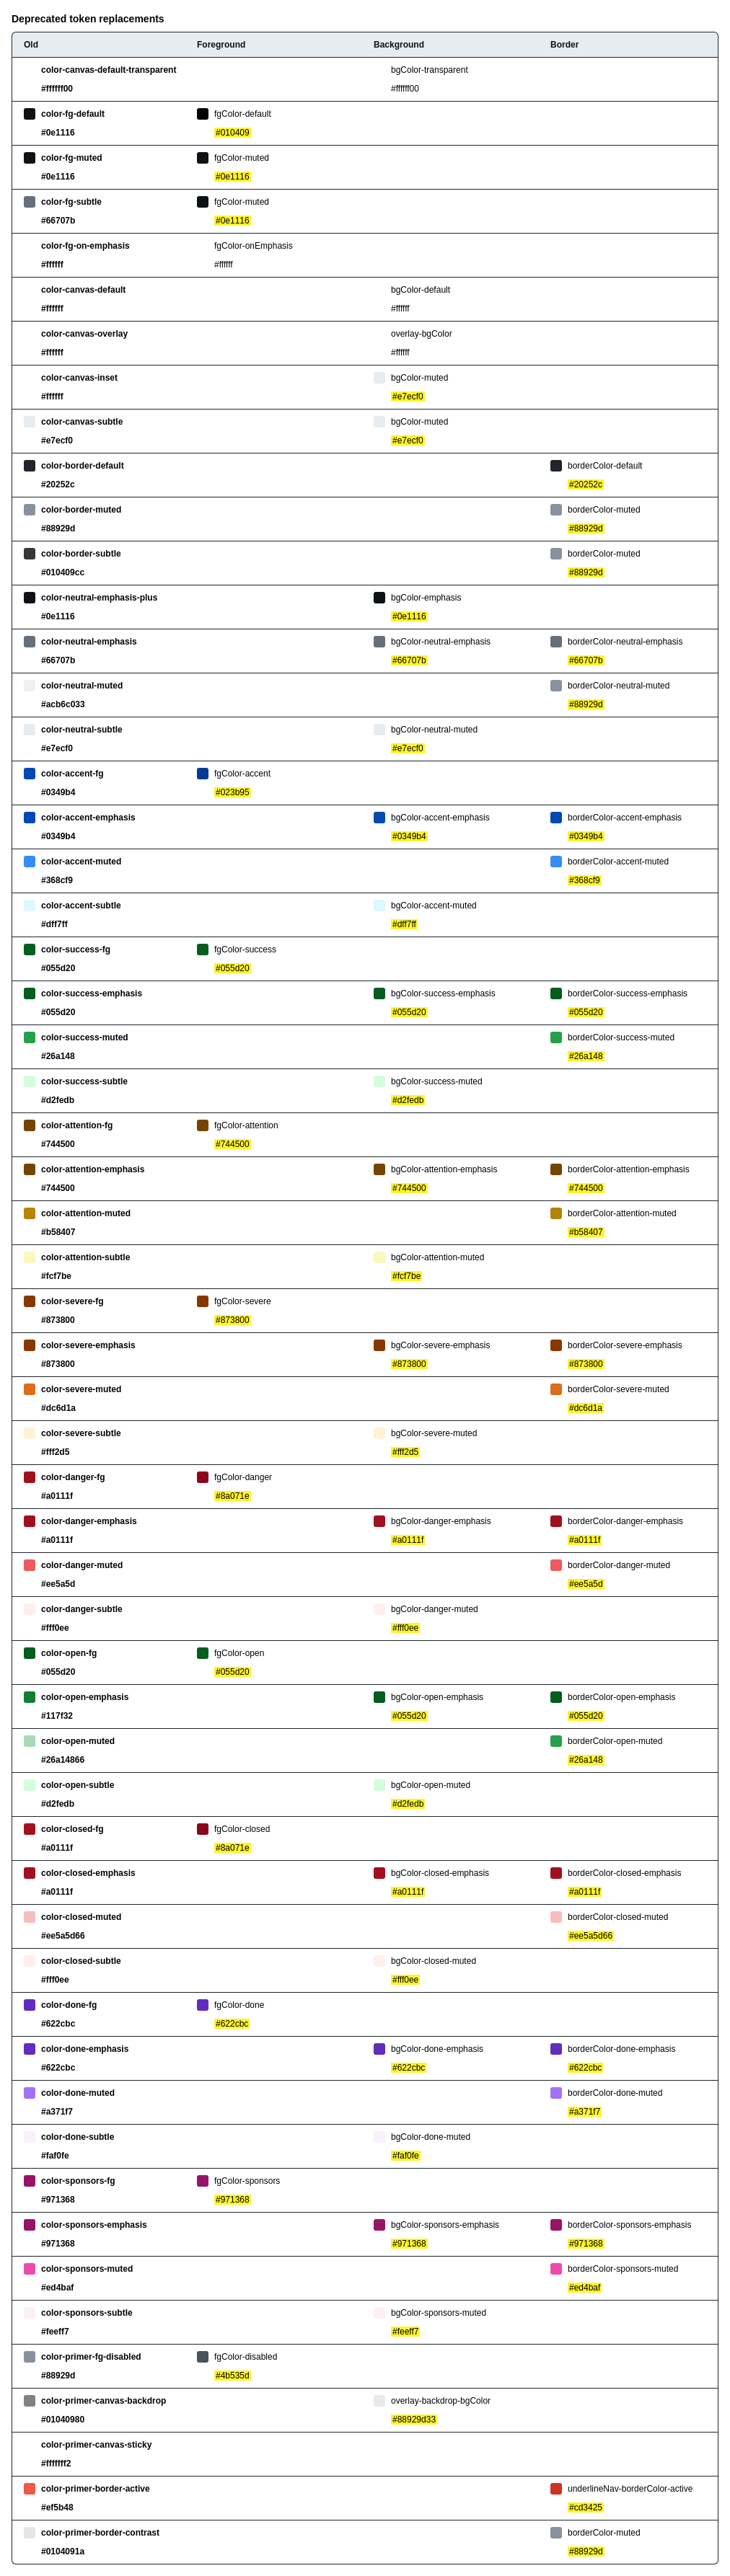 Deprecated token replacements
Old Foreground Background Border
color-canvas-default-transparent bgColor-transparent
#ffffff00 #ffffff00
color-fg-default fgColor-default
#0e1116 #010409
color-fg-muted fgColor-muted
#0e1116 #0e1116
color-fg-subtle fgColor-muted
#66707b #0e1116
color-fg-on-emphasis fgColor-onEmphasis
#ffffff #ffffff
color-canvas-default bgColor-default
#ffffff #ffffff
color-canvas-overlay overlay-bgColor
#ffffff #ffffff
color-canvas-inset bgColor-muted
#ffffff #e7ecf0
color-canvas-subtle bgColor-muted
#e7ecf0 #e7ecf0
color-border-default borderColor-default
#20252c #20252c
color-border-muted borderColor-muted
#88929d #88929d
color-border-subtle borderColor-muted
#010409cc #88929d
color-neutral-emphasis-plus bgColor-emphasis
#0e1116 #0e1116
color-neutral-emphasis bgColor-neutral-emphasis borderColor-neutral-emphasis
#66707b #66707b #66707b
color-neutral-muted borderColor-neutral-muted
#acb6c033 #88929d
color-neutral-subtle bgColor-neutral-muted
#e7ecf0 #e7ecf0
color-accent-fg fgColor-accent
#0349b4 #023b95
color-accent-emphasis bgColor-accent-emphasis borderColor-accent-emphasis
#0349b4 #0349b4 #0349b4
color-accent-muted borderColor-accent-muted
#368cf9 #368cf9
color-accent-subtle bgColor-accent-muted
#dff7ff #dff7ff
color-success-fg fgColor-success
#055d20 #055d20
color-success-emphasis bgColor-success-emphasis borderColor-success-emphasis
#055d20 #055d20 #055d20
color-success-muted borderColor-success-muted
#26a148 #26a148
color-success-subtle bgColor-success-muted
#d2fedb #d2fedb
color-attention-fg fgColor-attention
#744500 #744500
color-attention-emphasis bgColor-attention-emphasis borderColor-attention-emphasis
#744500 #744500 #744500
color-attention-muted borderColor-attention-muted
#b58407 #b58407
color-attention-subtle bgColor-attention-muted
#fcf7be #fcf7be
color-severe-fg fgColor-severe
#873800 #873800
color-severe-emphasis bgColor-severe-emphasis borderColor-severe-emphasis
#873800 #873800 #873800
color-severe-muted borderColor-severe-muted
#dc6d1a #dc6d1a
color-severe-subtle bgColor-severe-muted
#fff2d5 #fff2d5
color-danger-fg fgColor-danger
#a0111f #8a071e
color-danger-emphasis bgColor-danger-emphasis borderColor-danger-emphasis
#a0111f #a0111f #a0111f
color-danger-muted borderColor-danger-muted
#ee5a5d #ee5a5d
color-danger-subtle bgColor-danger-muted
#fff0ee #fff0ee
color-open-fg fgColor-open
#055d20 #055d20
color-open-emphasis bgColor-open-emphasis borderColor-open-emphasis
#117f32 #055d20 #055d20
color-open-muted borderColor-open-muted
#26a14866 #26a148
color-open-subtle bgColor-open-muted
#d2fedb #d2fedb
color-closed-fg fgColor-closed
#a0111f #8a071e
color-closed-emphasis bgColor-closed-emphasis borderColor-closed-emphasis
#a0111f #a0111f #a0111f
color-closed-muted borderColor-closed-muted
#ee5a5d66 #ee5a5d66
color-closed-subtle bgColor-closed-muted
#fff0ee #fff0ee
color-done-fg fgColor-done
#622cbc #622cbc
color-done-emphasis bgColor-done-emphasis borderColor-done-emphasis
#622cbc #622cbc #622cbc
color-done-muted borderColor-done-muted
#a371f7 #a371f7
color-done-subtle bgColor-done-muted
#faf0fe #faf0fe
color-sponsors-fg fgColor-sponsors
#971368 #971368
color-sponsors-emphasis bgColor-sponsors-emphasis borderColor-sponsors-emphasis
#971368 #971368 #971368
color-sponsors-muted borderColor-sponsors-muted
#ed4baf #ed4baf
color-sponsors-subtle bgColor-sponsors-muted
#feeff7 #feeff7
color-primer-fg-disabled fgColor-disabled
#88929d #4b535d
color-primer-canvas-backdrop overlay-backdrop-bgColor
#01040980 #88929d33
color-primer-canvas-sticky
#fffffff2
color-primer-border-active underlineNav-borderColor-active
#ef5b48 #cd3425
color-primer-border-contrast borderColor-muted
#0104091a #88929d